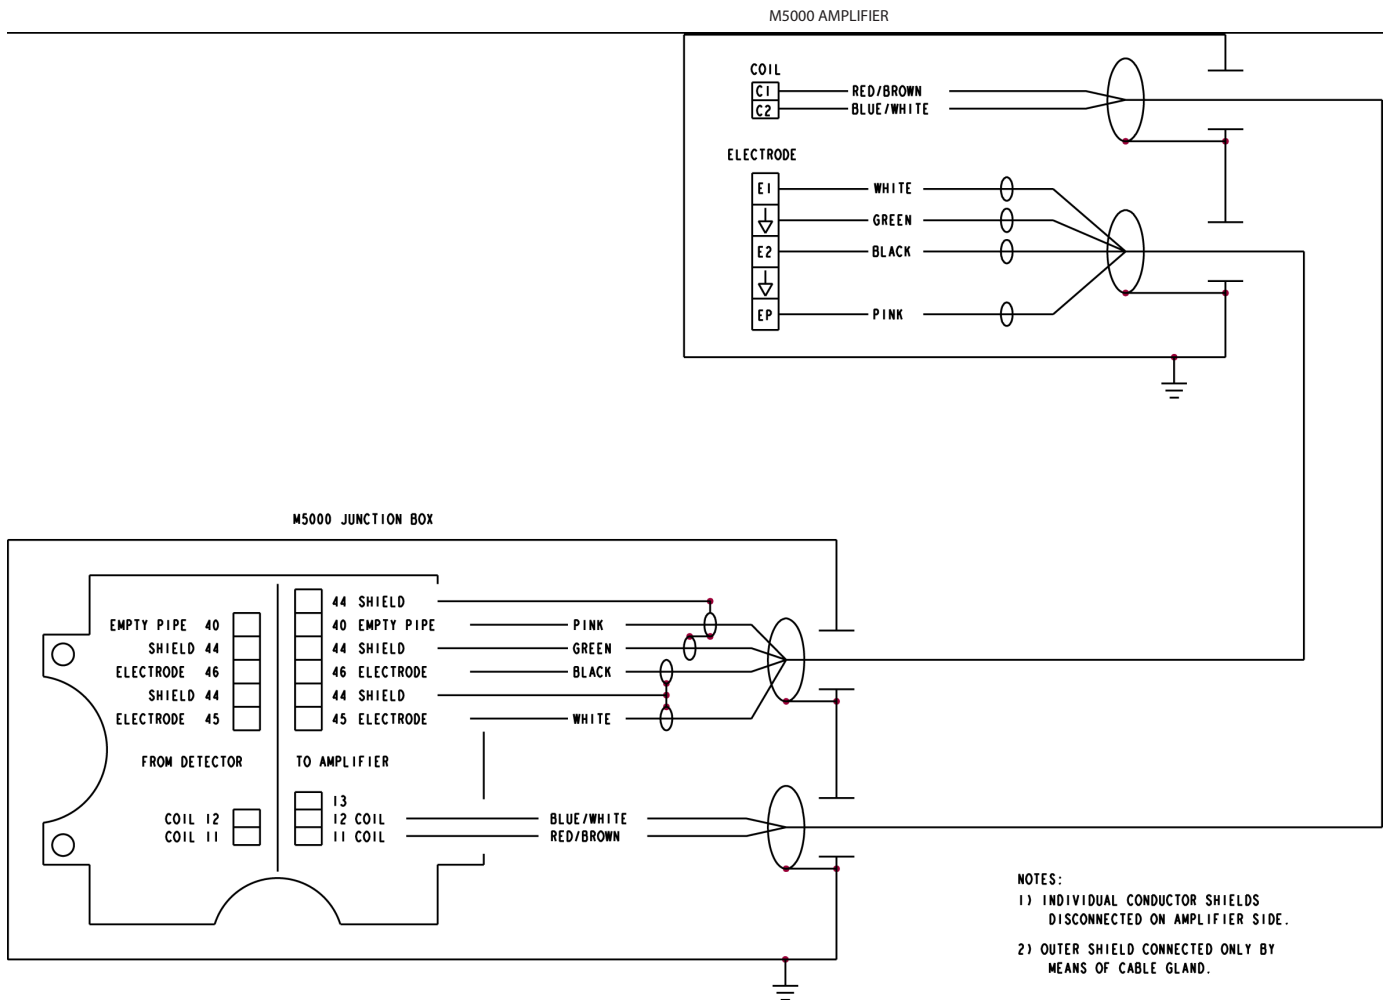 M5000 AMPLIFIER
COIL
C1 RED/BROWN
C2 BLUE/WHITE
ELECTRODE
E1 WHITE
GREEN
E2 BLACK
EP PINK
M5000 JUNCTION BOX
44 SHIELD
EMPTY PIPE 40 40 EMPTY PIPE PINK
SHIELD 44 44 SHIELD GREEN
ELECTRODE 46 46 ELECTRODE BLACK
SHIELD 44 44 SHIELD
ELECTRODE 45 45 ELECTRODE WHITE
FROM DETECTOR TO AMPLIFIER
13
COIL 12 12 COIL BLUE/WHITE
COIL 11 11 COIL RED/BROWN
NOTES:
1) INDIVIDUAL CONDUCTOR SHIELDS
DISCONNECTED ON AMPLIFIER SIDE.
2) OUTER SHIELD CONNECTED ONLY BY
MEANS OF CABLE GLAND.